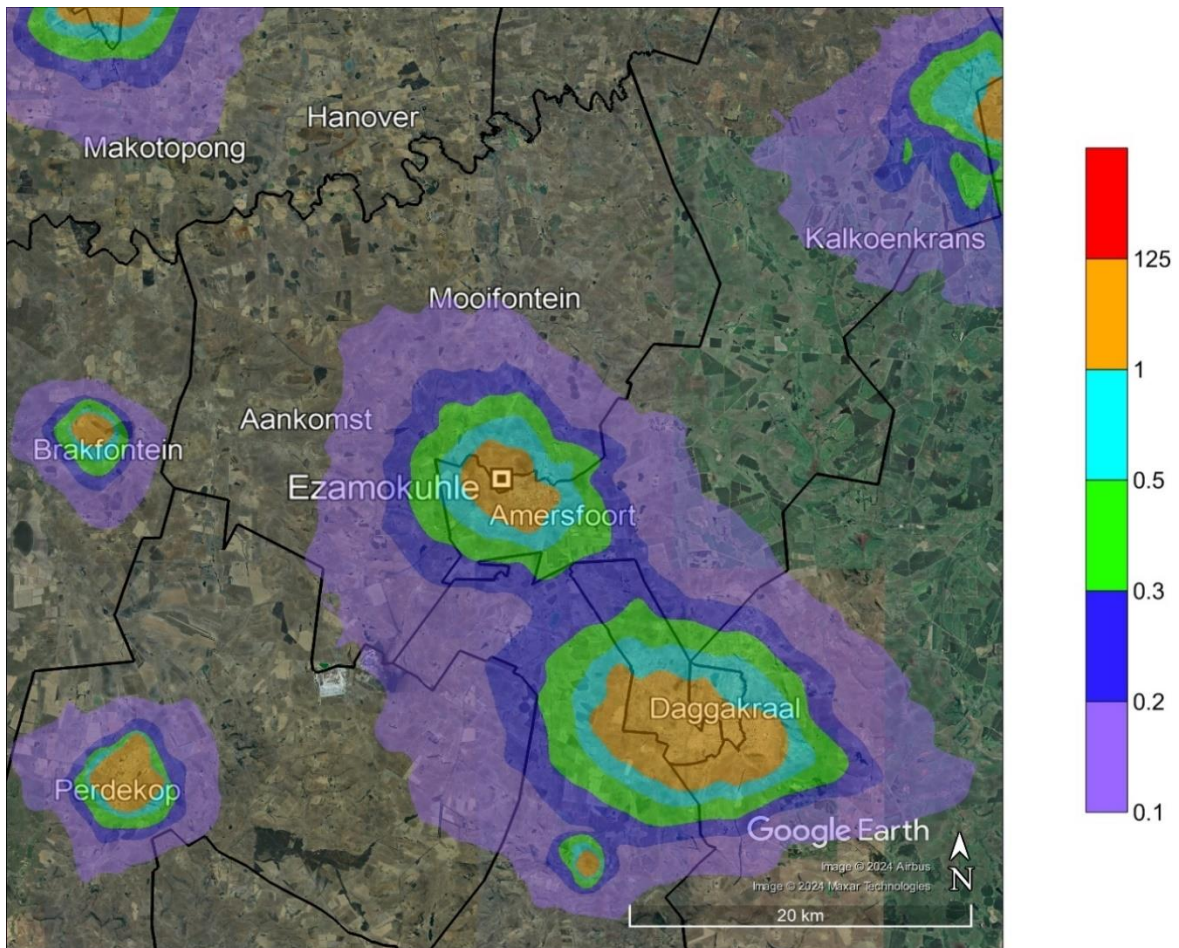 Hanover
Makotopong
Kalkoenkrans
Mooifontein
Aankomst
Brakfontein
Ezamokuhle
Amersfoort
Daggakraal
Perdekop
Google Earth
Image © 2024 Airbus
Image © 2024 Maxar Technologies
N
20 km
125
1
0.5
0.3
0.2
0.1